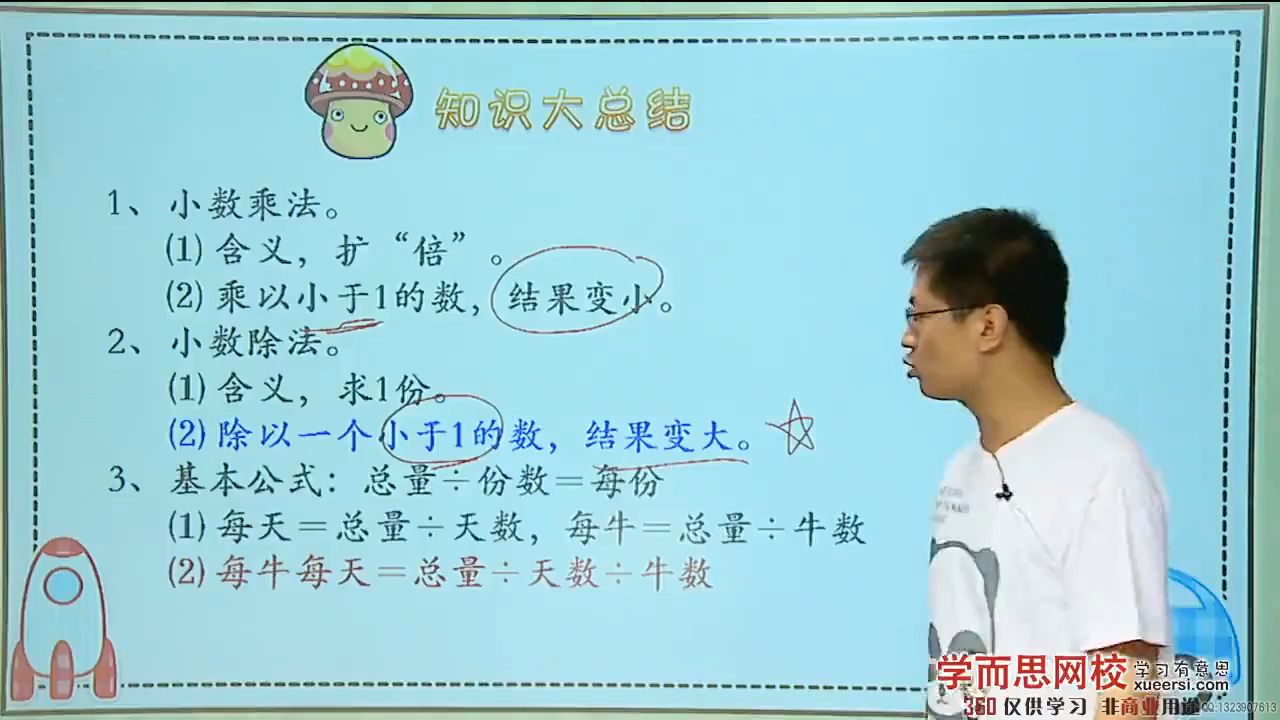 知识大总结
1、小数乘法。
(1) 含义，扩“倍”。
(2) 乘以小于1的数，结果变小。
2、小数除法。
(1) 含义，求1份。
(2) 除以一个小于1的数，结果变大。
3、基本公式：总量÷份数＝每份
(1) 每天＝总量÷天数，每牛＝总量÷牛数
(2) 每牛每天＝总量÷天数÷牛数
学而思网校 学习有意思
xueersi.com
360 仅供学习 非商业用途 QQ:1323907613